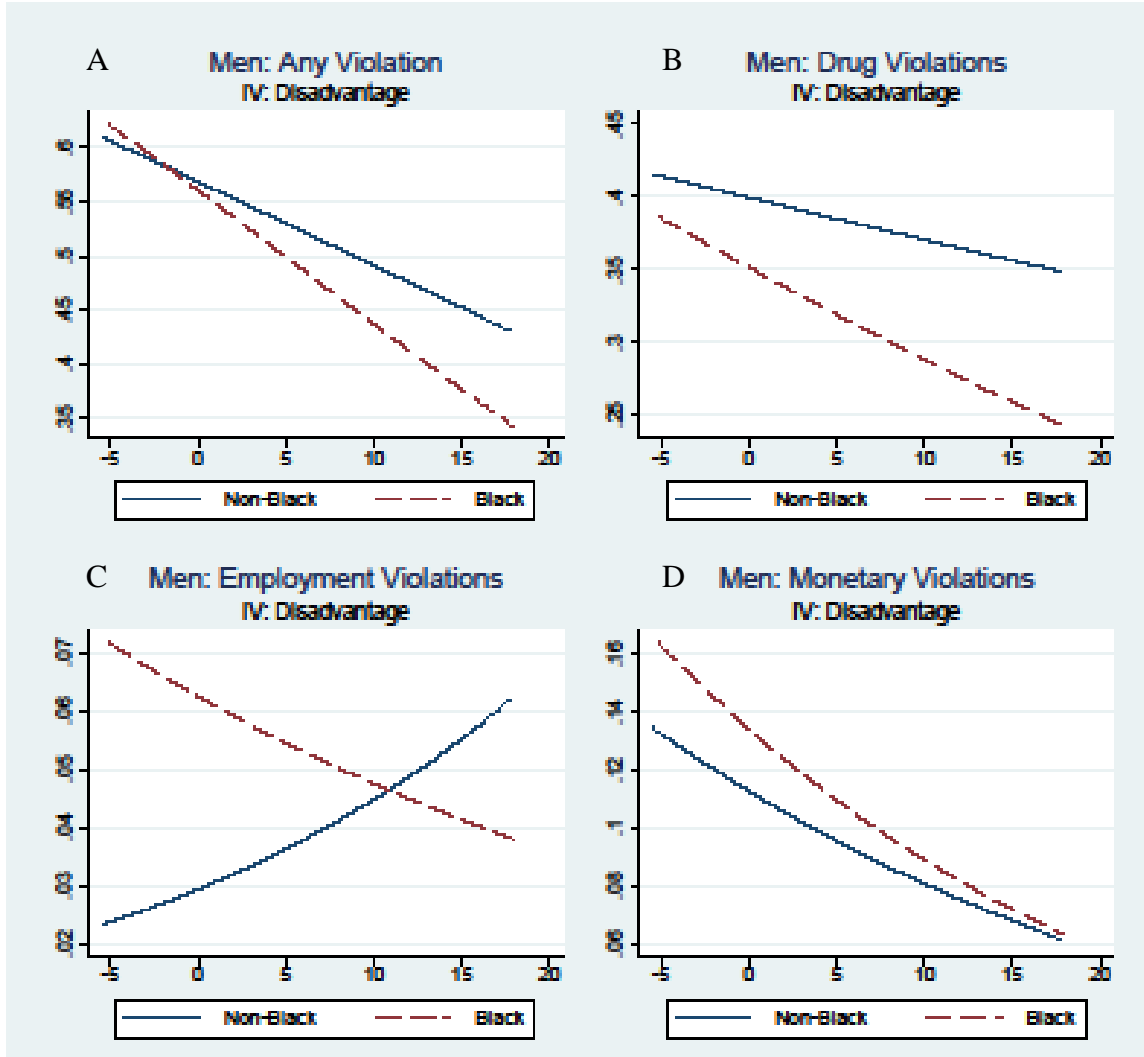 A
Men: Any Violation
IV: Disadvantage
.6
.55
.5
.45
.4
.35
-5 0 5 10 15 20
Non-Black Black
B
Men: Drug Violations
IV: Disadvantage
.45
.4
.35
.3
.25
-5 0 5 10 15 20
Non-Black Black
C
Men: Employment Violations
IV: Disadvantage
.07
.06
.05
.04
.03
.02
-5 0 5 10 15 20
Non-Black Black
D
Men: Monetary Violations
IV: Disadvantage
.16
.14
.12
.1
.08
.06
-5 0 5 10 15 20
Non-Black Black